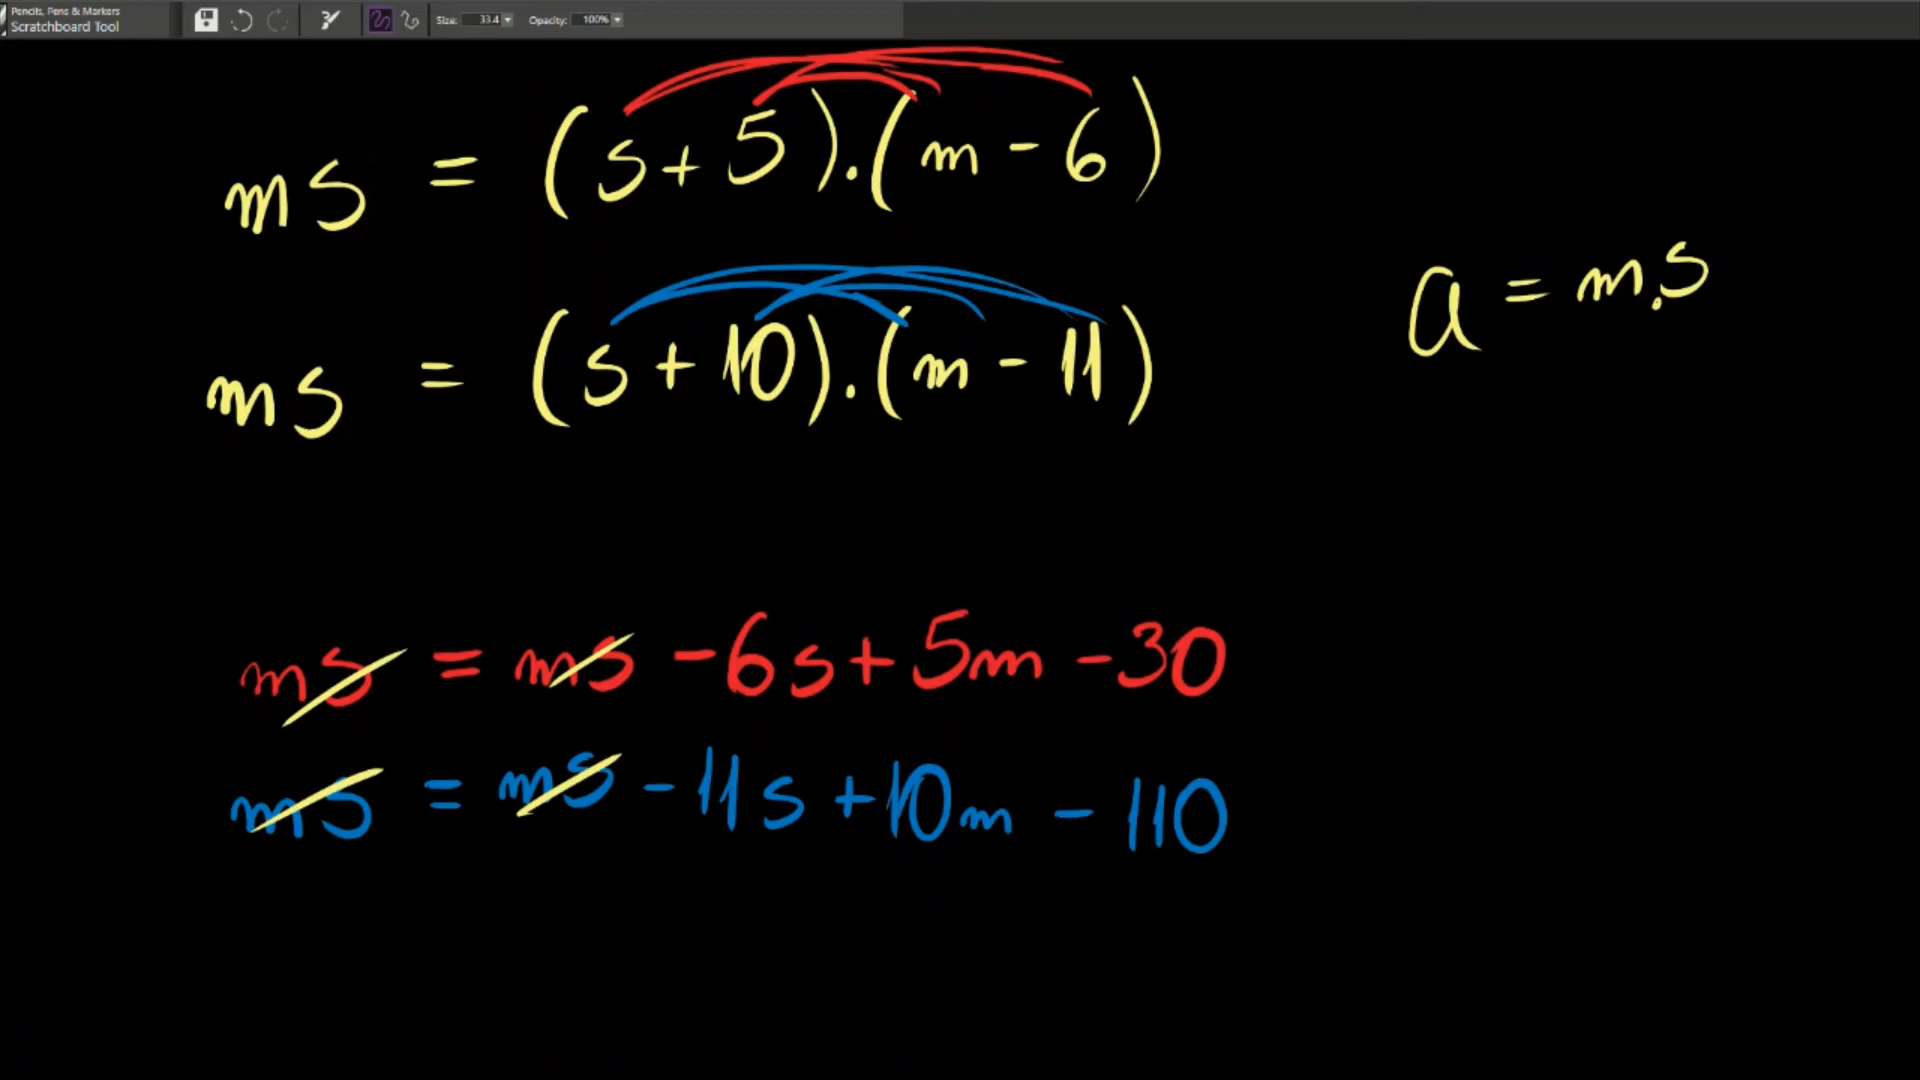 Pencils, Pens & Markers
Scratchboard Tool
Size: 33.4 Opacity: 100%
ms = (s + 5).(m - 6)
a = m.s
ms = (s + 10).(m - 11)
ms = ms - 6s + 5m - 30
ms = ms - 11s + 10m - 110